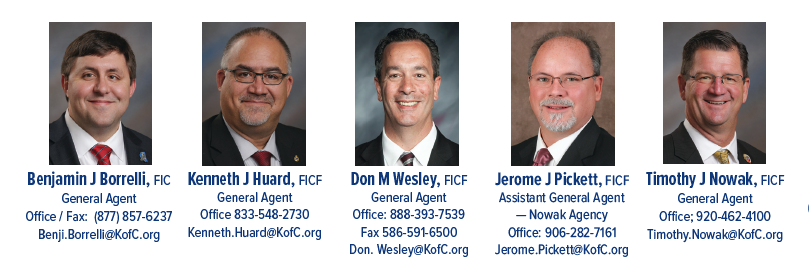 Benjamin J Borrelli, FIC
General Agent
Office / Fax: (877) 857-6237
Benji.Borrelli@KofC.org
Kenneth J Huard, FICF
General Agent
Office 833-548-2730
Kenneth.Huard@KofC.org
Don M Wesley, FICF
General Agent
Office: 888-393-7539
Fax 586-591-6500
Don. Wesley@KofC.org
Jerome J Pickett, FICF
Assistant General Agent
— Nowak Agency
Office: 906-282-7161
Jerome.Pickett@KofC.org
Timothy J Nowak, FICF
General Agent
Office; 920-462-4100
Timothy.Nowak@KofC.org